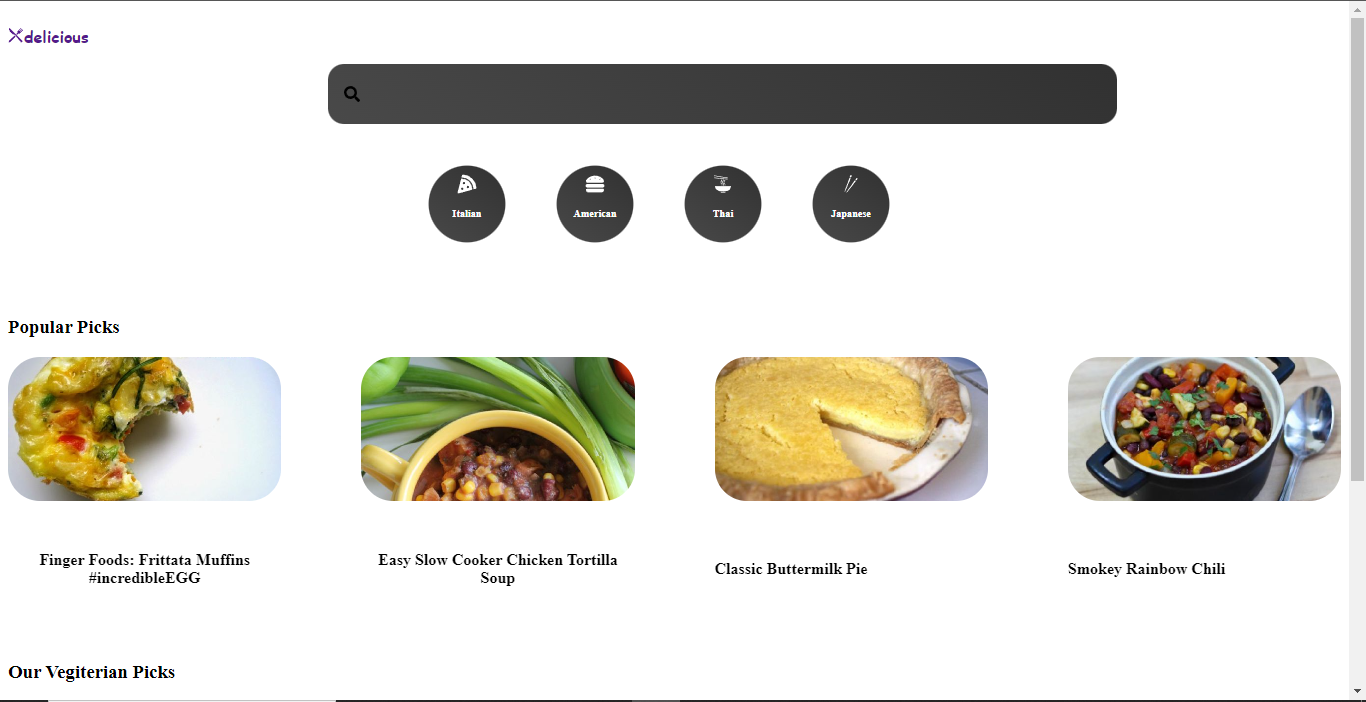 delicious
Italian
American
Thai
Japanese
Popular Picks
Finger Foods: Frittata Muffins
#incredibleEGG
Easy Slow Cooker Chicken Tortilla
Soup
Classic Buttermilk Pie
Smokey Rainbow Chili
Our Vegiterian Picks